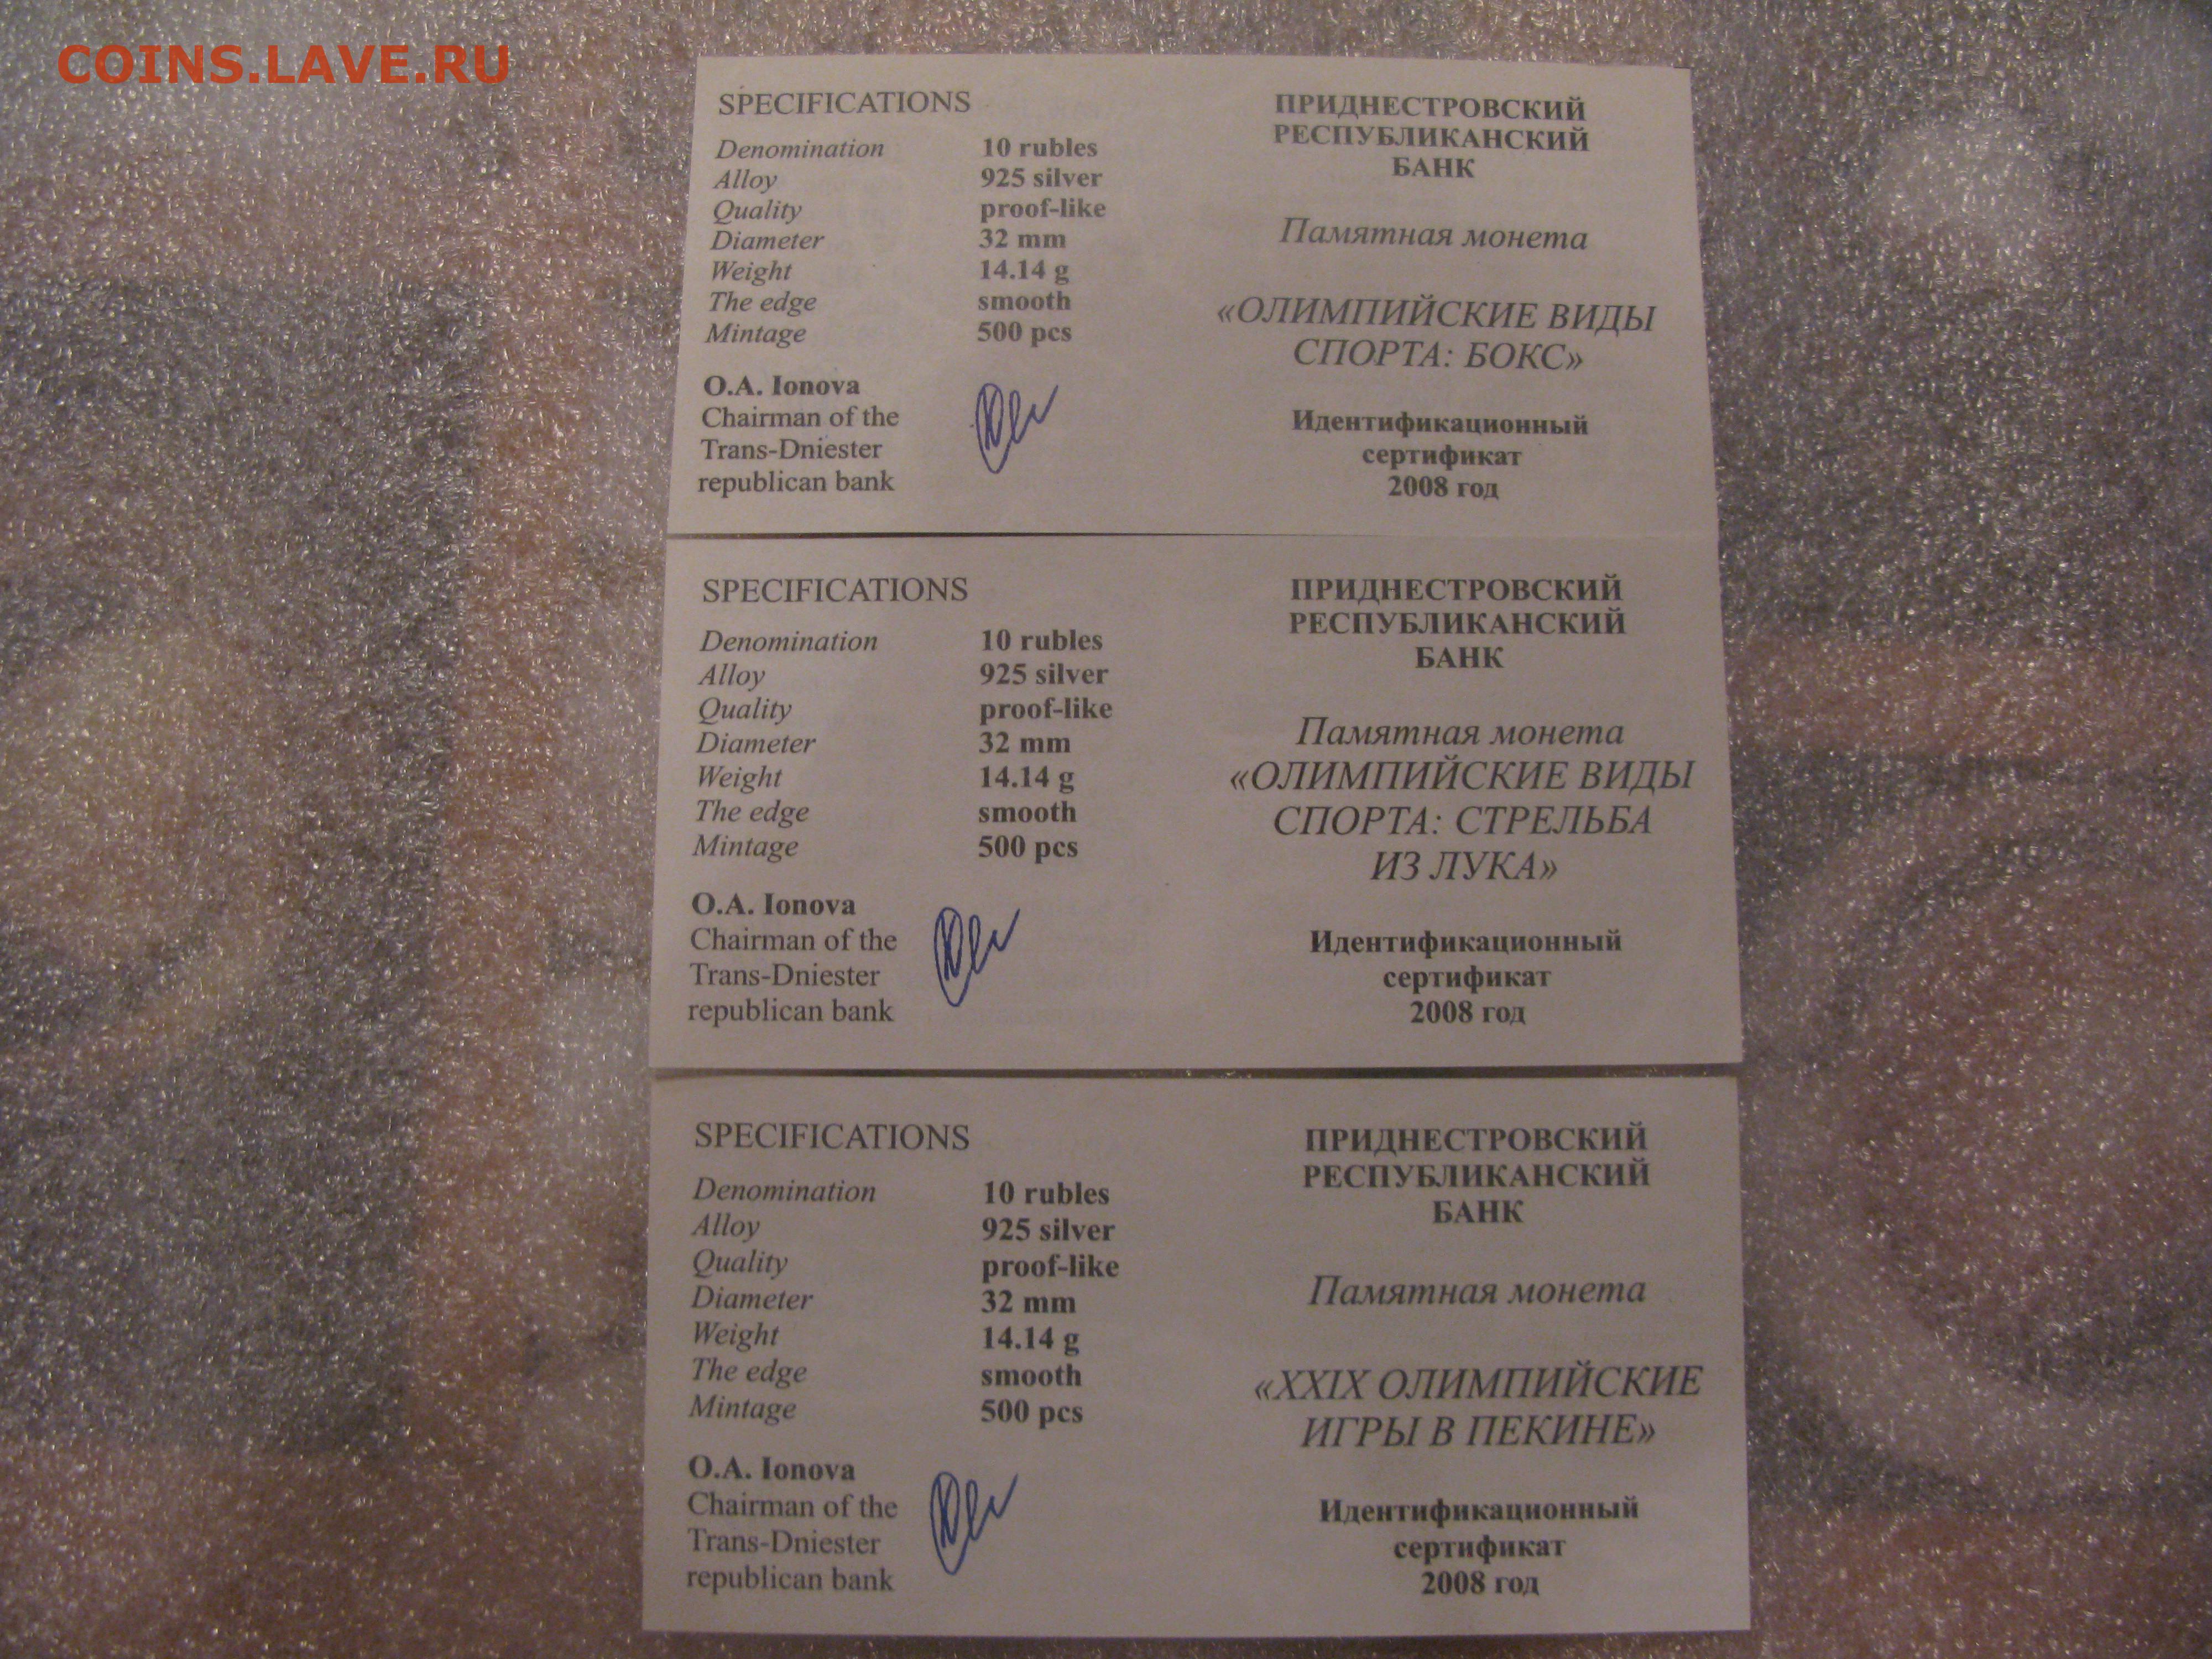 COINS.LAVE.RU
SPECIFICATIONS
Denomination 10 rubles
Alloy 925 silver
Quality proof-like
Diameter 32 mm
Weight 14.14 g
The edge smooth
Mintage 500 pcs
O.A. Ionova
Chairman of the
Trans-Dniester
republican bank
ПРИДНЕСТРОВСКИЙ
РЕСПУБЛИКАНСКИЙ
БАНК
Памятная монета
«ОЛИМПИЙСКИЕ ВИДЫ
СПОРТА: БОКС»
Идентификационный
сертификат
2008 год
SPECIFICATIONS
Denomination 10 rubles
Alloy 925 silver
Quality proof-like
Diameter 32 mm
Weight 14.14 g
The edge smooth
Mintage 500 pcs
O.A. Ionova
Chairman of the
Trans-Dniester
republican bank
ПРИДНЕСТРОВСКИЙ
РЕСПУБЛИКАНСКИЙ
БАНК
Памятная монета
«ОЛИМПИЙСКИЕ ВИДЫ
СПОРТА: СТРЕЛЬБА
ИЗ ЛУКА»
Идентификационный
сертификат
2008 год
SPECIFICATIONS
Denomination 10 rubles
Alloy 925 silver
Quality proof-like
Diameter 32 mm
Weight 14.14 g
The edge smooth
Mintage 500 pcs
O.A. Ionova
Chairman of the
Trans-Dniester
republican bank
ПРИДНЕСТРОВСКИЙ
РЕСПУБЛИКАНСКИЙ
БАНК
Памятная монета
«XXIX ОЛИМПИЙСКИЕ
ИГРЫ В ПЕКИНЕ»
Идентификационный
сертификат
2008 год